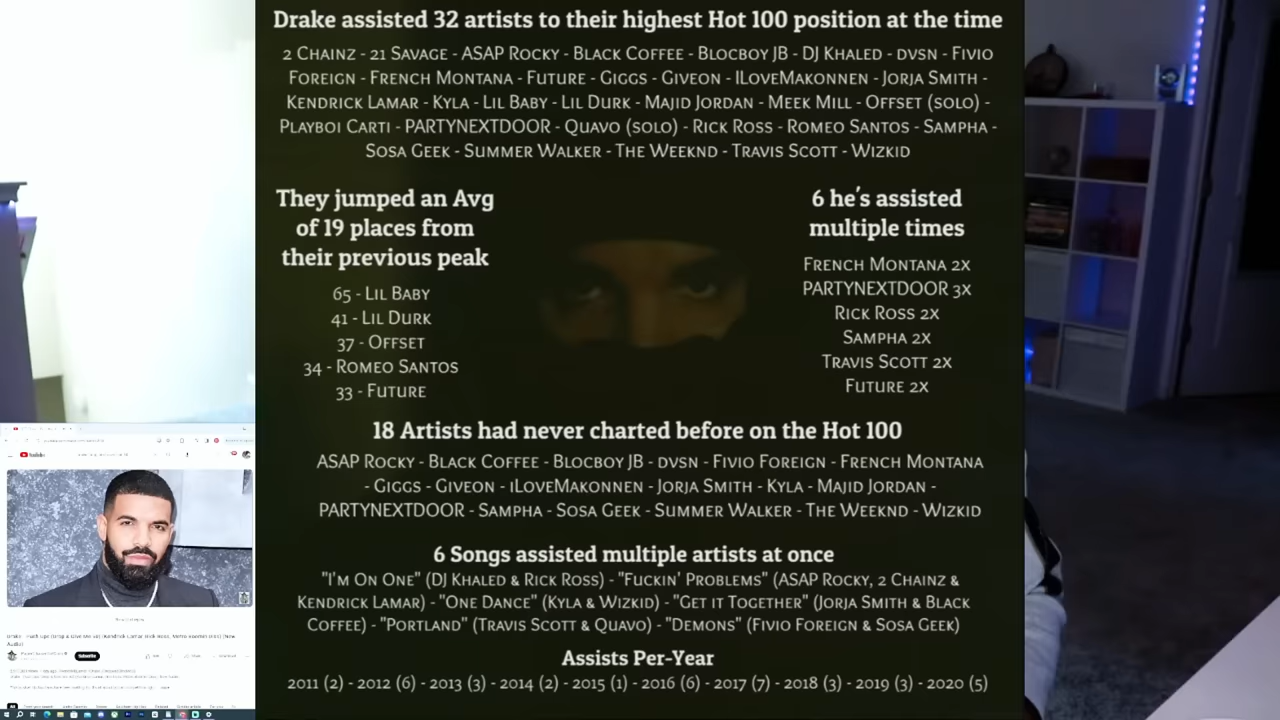 Drake assisted 32 artists to their highest Hot 100 position at the time
2 Chainz - 21 Savage - ASAP Rocky - Black Coffee - Blocboy JB - DJ Khaled - dvsn - Fivio
Foreign - French Montana - Future - Giggs - Giveon - ILoveMakonnen - Jorja Smith -
Kendrick Lamar - Kyla - Lil Baby - Lil Durk - Majid Jordan - Meek Mill - Offset (solo) -
Playboi Carti - PARTYNEXTDOOR - Quavo (solo) - Rick Ross - Romeo Santos - Sampha -
Sosa Geek - Summer Walker - The Weeknd - Travis Scott - Wizkid
They jumped an Avg
of 19 places from
their previous peak
65 - Lil Baby
41 - Lil Durk
37 - Offset
34 - Romeo Santos
33 - Future
6 he's assisted
multiple times
French Montana 2x
PARTYNEXTDOOR 3x
Rick Ross 2x
Sampha 2x
Travis Scott 2x
Future 2x
18 Artists had never charted before on the Hot 100
ASAP Rocky - Black Coffee - Blocboy JB - dvsn - Fivio Foreign - French Montana
- Giggs - Giveon - iLoveMakonnen - Jorja Smith - Kyla - Majid Jordan -
PARTYNEXTDOOR - Sampha - Sosa Geek - Summer Walker - The Weeknd - Wizkid
6 Songs assisted multiple artists at once
"I'm On One" (DJ Khaled & Rick Ross) - "Fuckin' Problems" (ASAP Rocky, 2 Chainz &
Kendrick Lamar) - "One Dance" (Kyla & Wizkid) - "Get it Together" (Jorja Smith & Black
Coffee) - "Portland" (Travis Scott & Quavo) - "Demons" (Fivio Foreign & Sosa Geek)
Assists Per-Year
2011 (2) - 2012 (6) - 2013 (3) - 2014 (2) - 2015 (1) - 2016 (6) - 2017 (7) - 2018 (3) - 2019 (3) - 2020 (5)
YouTube
Subscribe